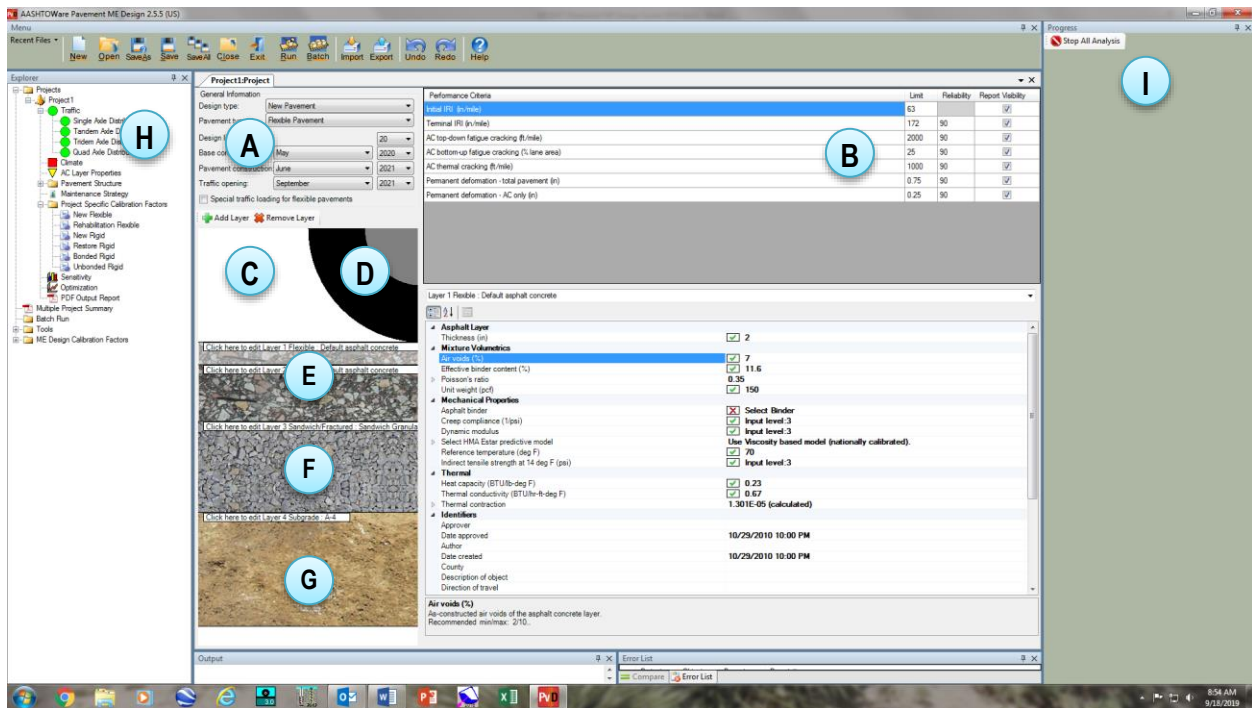 AASHTOWare Pavement ME Design 2.5.5 (US)
Menu
Recent Files
New Open SaveAs Save SaveAll Close Exit Run Batch Import Export Undo Redo Help
Progress
Stop All Analysis
I
Explorer
Projects
Project1
Traffic
Single Axle Distri
Tandem Axle D
Tridem Axle Dis
Quad Axle Distribu
H
Climate
AC Layer Properties
Pavement Structure
Maintenance Strategy
Project Specific Calibration Factors
New Flexible
Rehabilitation Flexible
New Rigid
Restore Rigid
Bonded Rigid
Unbonded Rigid
Sensitivity
Optimization
PDF Output Report
Multiple Project Summary
Batch Run
Tools
ME Design Calibration Factors
Project1:Project
General Information
Design type: New Pavement
Pavement Flexible Pavement
Design 20
Base con May 2020
Pavement construction June 2021
Traffic opening: September 2021
A
Special traffic loading for flexible pavements
Add Layer Remove Layer
C
D
Click here to edit Layer 1 Flexible : Default asphalt concrete
Click here to edit Layer 2 asphalt concrete
E
Click here to edit Layer 3 Sandwich/Fractured : Sandwich Granula
F
Click here to edit Layer 4 Subgrade : A-4
G
Performance Criteria Limit Reliability Report Visibility
Initial IRI (in/mile) 63
Terminal IRI (in/mile) 172 90
AC top-down fatigue cracking (ft/mile) 2000 90
AC bottom-up fatigue cracking (% lane area) 25 90
AC thermal cracking (ft/mile) 1000 90
Permanent deformation - total pavement (in) 0.75 90
Permanent deformation - AC only (in) 0.25 90
B
Layer 1 Flexible : Default asphalt concrete
Asphalt Layer
Thickness (in) 2
Mixture Volumetrics
Air voids (%) 7
Effective binder content (%) 11.6
Poisson's ratio 0.35
Unit weight (pcf) 150
Mechanical Properties
Asphalt binder Select Binder
Creep compliance (1/psi) Input level:3
Dynamic modulus Input level:3
Select HMA Estar predictive model Use Viscosity based model (nationally calibrated).
Reference temperature (deg F) 70
Indirect tensile strength at 14 deg F (psi) Input level:3
Thermal
Heat capacity (BTU/lb-deg F) 0.23
Thermal conductivity (BTU/hr-ft-deg F) 0.67
Thermal contraction 1.301E-05 (calculated)
Identifiers
Approver
Date approved 10/29/2010 10:00 PM
Author
Date created 10/29/2010 10:00 PM
County
Description of object
Direction of travel
Air voids (%)
As-constructed air voids of the asphalt concrete layer.
Recommended min/max: 2/10..
Output
Error List
Compare Error List
8:54 AM
9/18/2019